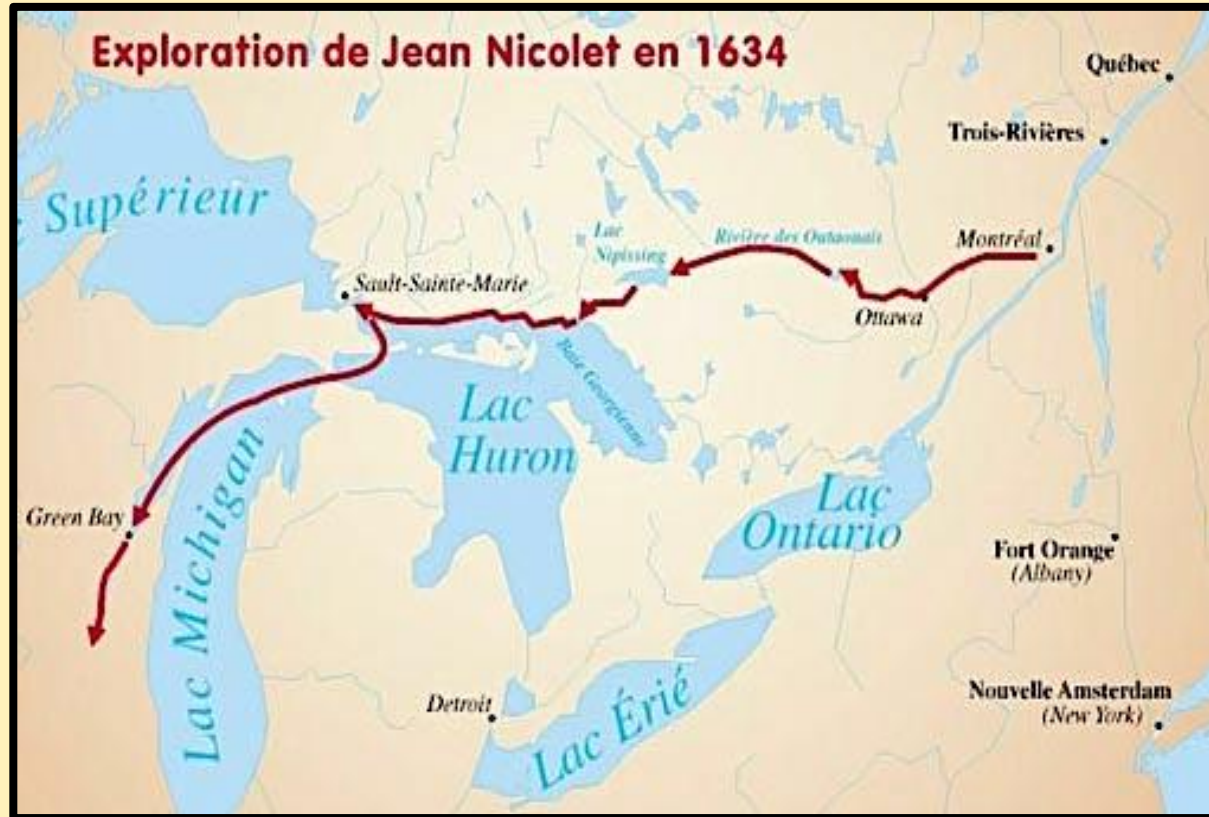 Exploration de Jean Nicolet en 1634
Québec
Trois-Rivières
Supérieur
Lac
Nipissing
Rivière des Outaouais
Montréal
Sault-Sainte-Marie
Ottawa
Baie Georgienne
Lac
Huron
Lac Michigan
Green Bay
Lac
Ontario
Fort Orange
(Albany)
Detroit
Lac Érié
Nouvelle Amsterdam
(New York)